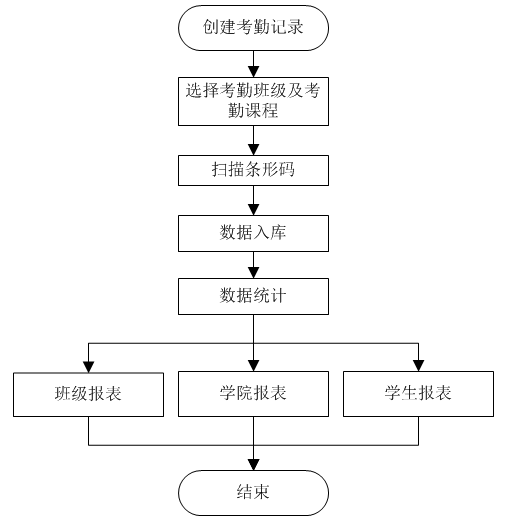 创建考勤记录
选择考勤班级及考
勤课程
扫描条形码
数据入库
数据统计
班级报表
学院报表
学生报表
结束